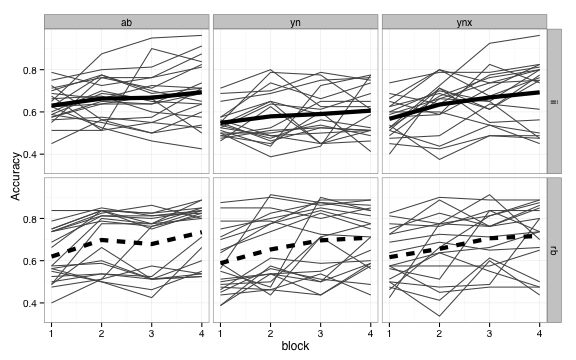 ab yn ynx
0.8
0.6
0.4
ii
Accuracy
0.8
0.6
0.4
rb
1 2 3 4 1 2 3 4 1 2 3 4
block